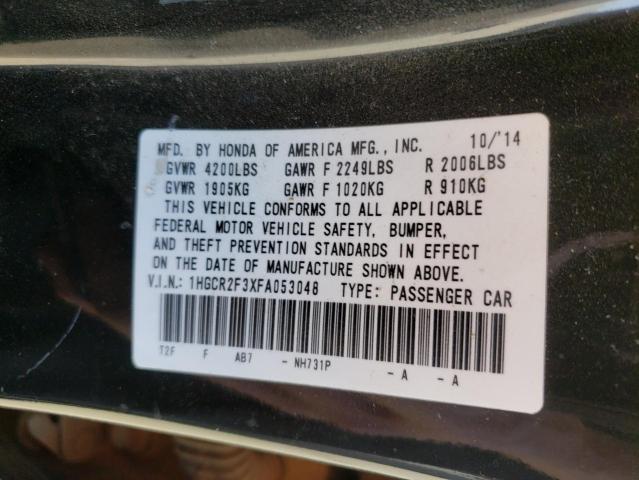 MFD. BY HONDA OF AMERICA MFG., INC. 10/'14
GVWR 4200LBS GAWR F 2249LBS R 2006LBS
GVWR 1905KG GAWR F 1020KG R 910KG
THIS VEHICLE CONFORMS TO ALL APPLICABLE
FEDERAL MOTOR VEHICLE SAFETY, BUMPER,
AND THEFT PREVENTION STANDARDS IN EFFECT
ON THE DATE OF MANUFACTURE SHOWN ABOVE.
V.I.N.: 1HGCR2F3XFA053048 TYPE: PASSENGER CAR
T2F F AB7 - NH731P - A - A